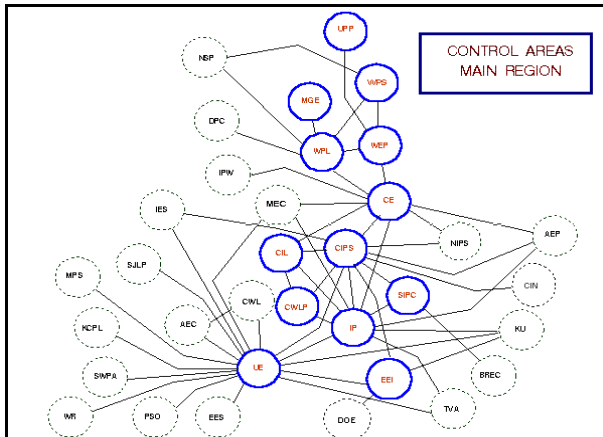 UPP
CONTROL AREAS
MAIN REGION
NSP
WPS
MGE
DPC
WPL
WEP
IPW
CE
MEC
IES
NIPS
AEP
CIPS
CIL
SJLP
MPS
CIN
CWL
CWLP
SIPC
KCPL
AEC
IP
KU
UE
EEI
BREC
SWPA
WR
PSO
EES
DOE
TVA